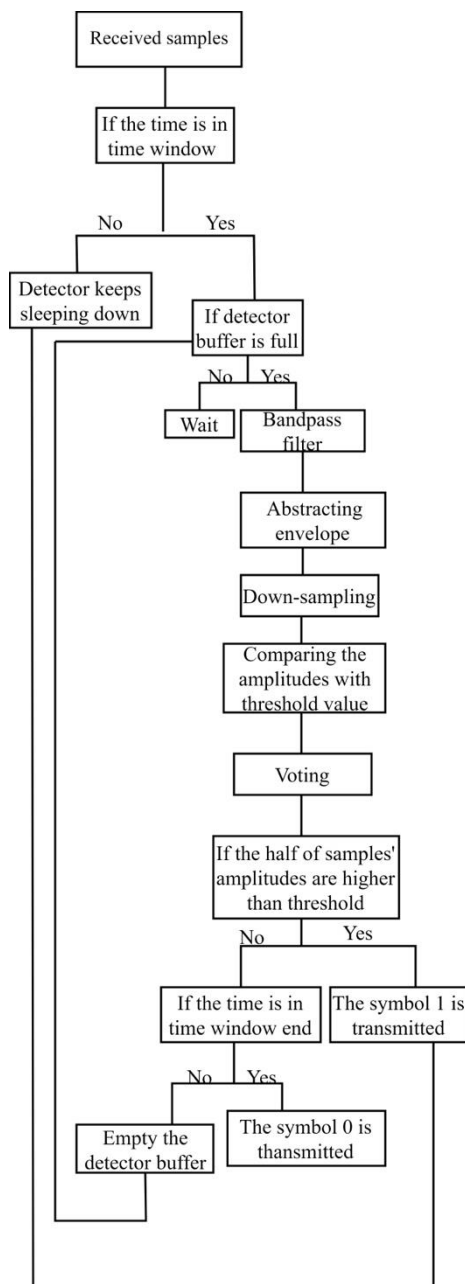 Received samples
If the time is in
time window
No
Yes
Detector keeps
sleeping down
If detector
buffer is full
No
Yes
Wait
Bandpass
filter
Abstracting
envelope
Down-sampling
Comparing the
amplitudes with
threshold value
Voting
If the half of samples'
amplitudes are higher
than threshold
No
Yes
If the time is in
time window end
The symbol 1 is
transmitted
No
Yes
Empty the
detector buffer
The symbol 0 is
thansmitted